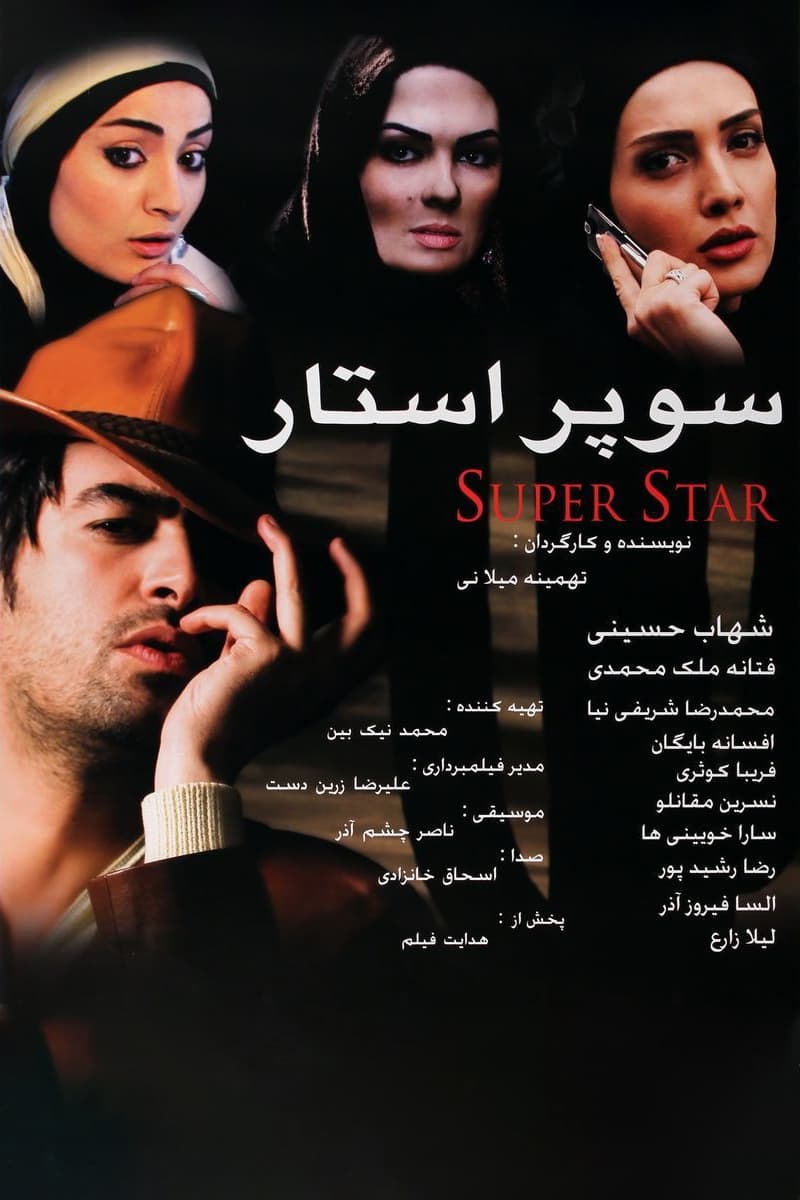 سوپر استار
SUPER STAR
نویسنده و کارگردان :
تهمینه میلانی
شهاب حسینی
فتانه ملک محمدی
محمدرضا شریفی نیا
افسانه بایگان
فریبا کوثری
نسرین مقانلو
سارا خویینی ها
رضا رشید پور
السا فیروز آذر
لیلا زارع
تهیه کننده :
محمد نیک بین
مدیر فیلمبرداری :
علیرضا زرین دست
موسیقی :
ناصر چشم آذر
صدا :
اسحاق خانزادی
پخش از :
هدایت فیلم